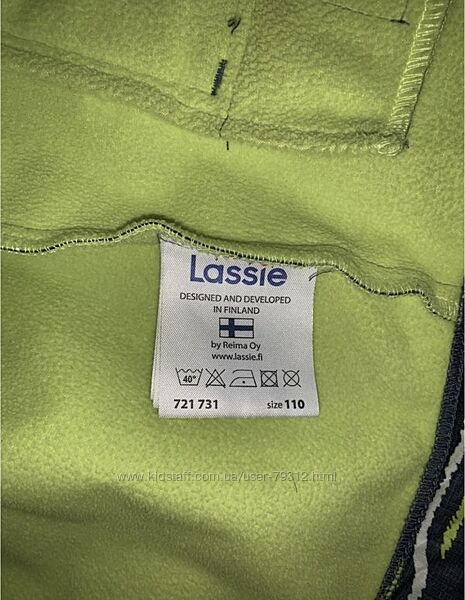 Lassie
DESIGNED AND DEVELOPED
IN FINLAND
by Reima Oy
www.lassie.fi
40°
721 731 size 110
www.kidstaff.com.ua/user-79312.html